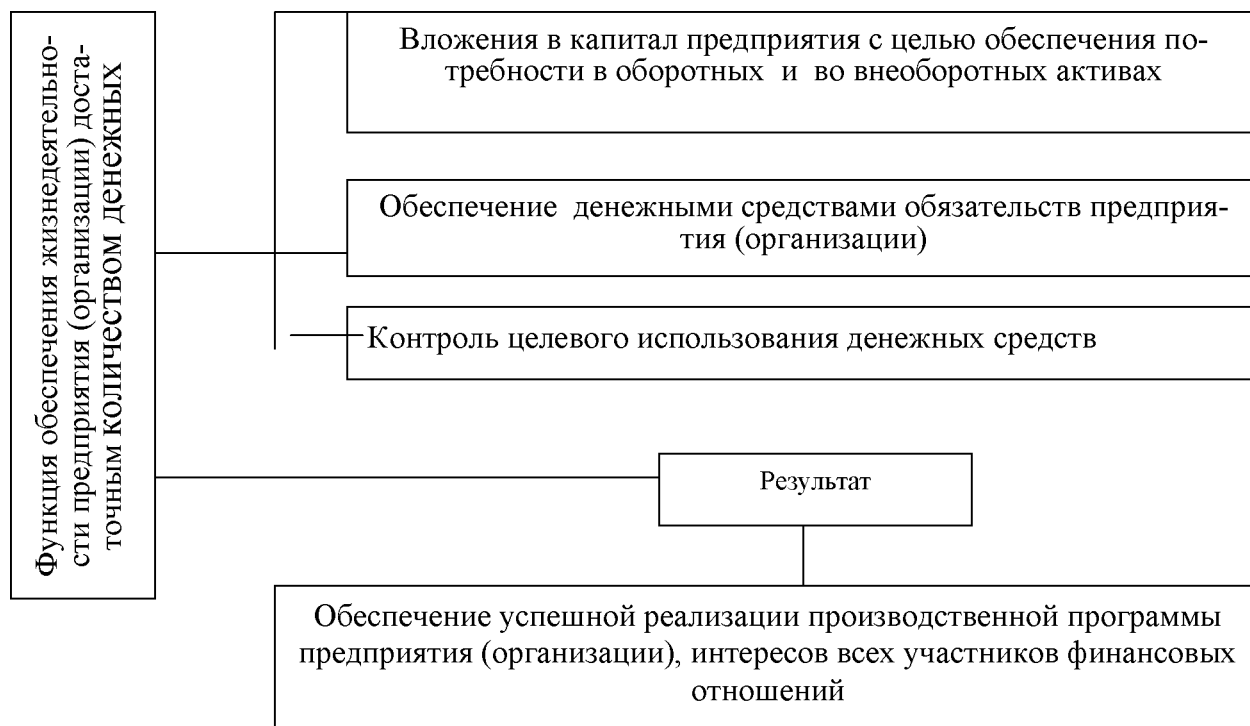 Функция обеспечения жизнедеятельно-
сти предприятия (организации) доста-
точным количеством денежных
Вложения в капитал предприятия с целью обеспечения по-
требности в оборотных и во внеоборотных активах
Обеспечение денежными средствами обязательств предприя-
тия (организации)
Контроль целевого использования денежных средств
Результат
Обеспечение успешной реализации производственной программы
предприятия (организации), интересов всех участников финансовых
отношений